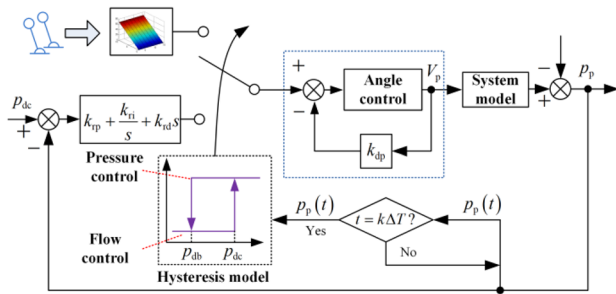 p_dc
+
−
k_rp + k_ri/s + k_rd s
+
−
Angle
control
V_p
k_dp
System
model
−
+
p_p
Pressure
control
Flow
control
p_db p_dc
Hysteresis model
p_p(t)
Yes
t = kΔT?
No
p_p(t)